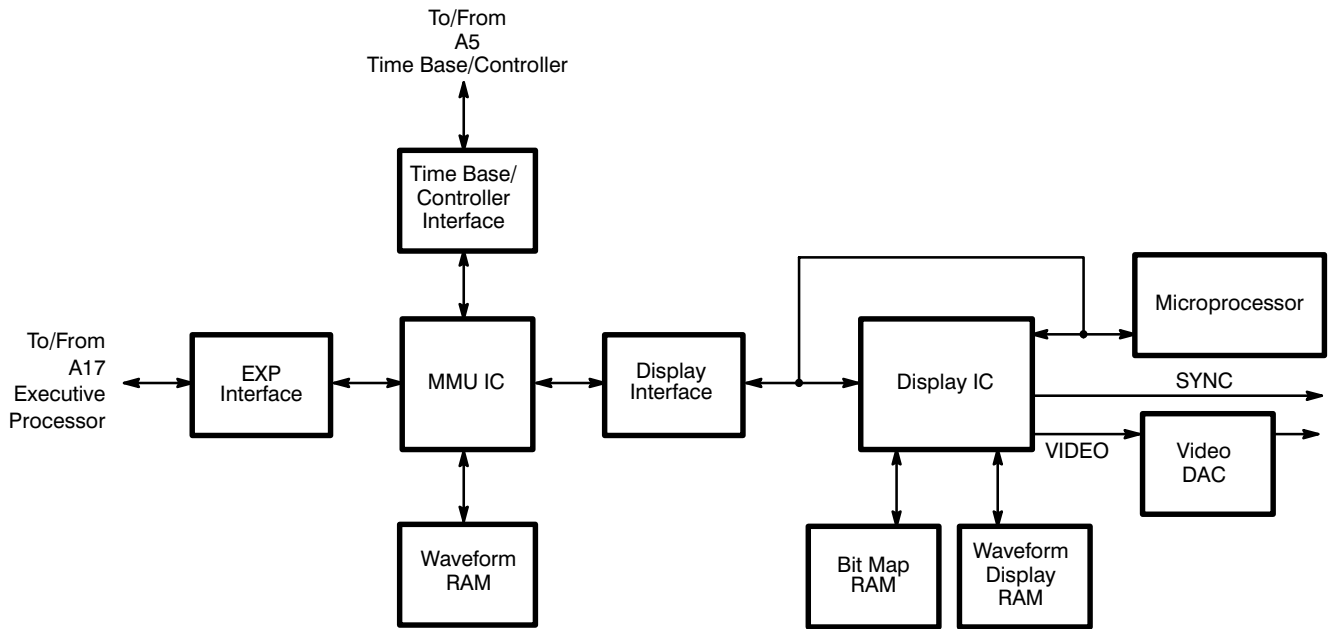 To/From
A5
Time Base/Controller
Time Base/
Controller
Interface
To/From
A17
Executive
Processor
EXP
Interface
MMU IC
Display
Interface
Display IC
Microprocessor
SYNC
VIDEO
Video
DAC
Waveform
RAM
Bit Map
RAM
Waveform
Display
RAM